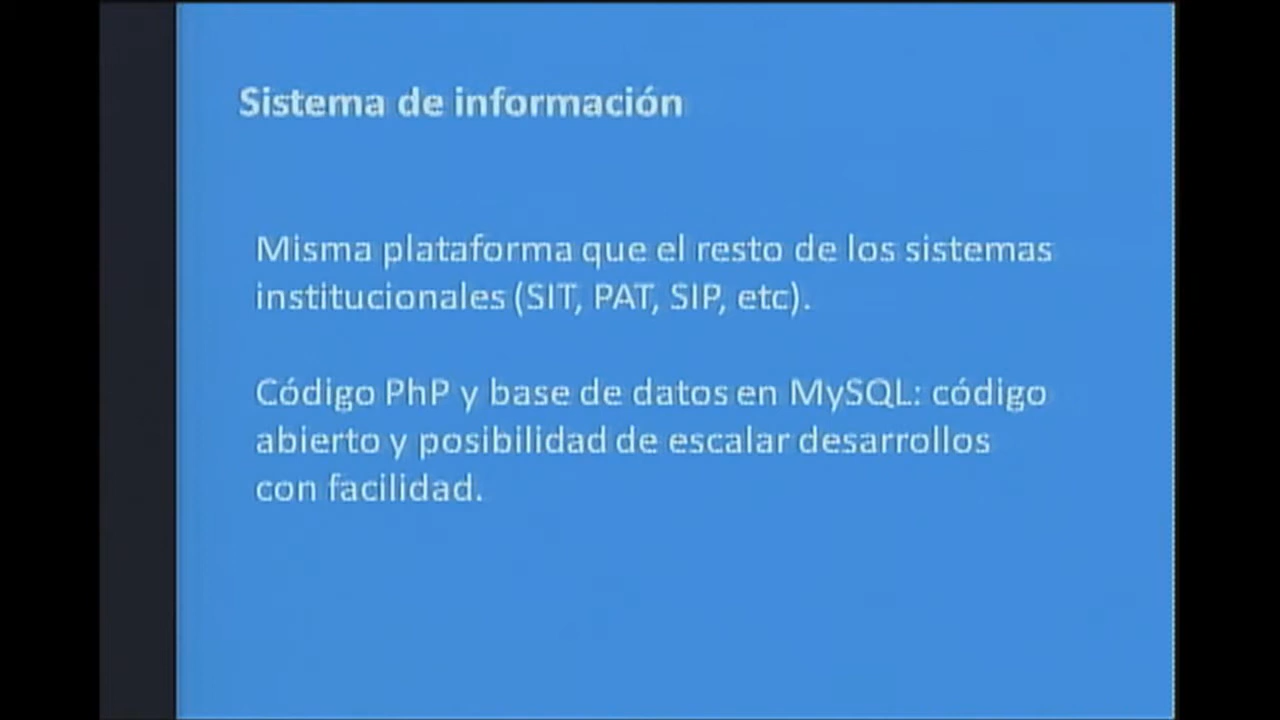 Sistema de información
Misma plataforma que el resto de los sistemas
institucionales (SIT, PAT, SIP, etc).
Código PhP y base de datos en MySQL: código
abierto y posibilidad de escalar desarrollos
con facilidad.